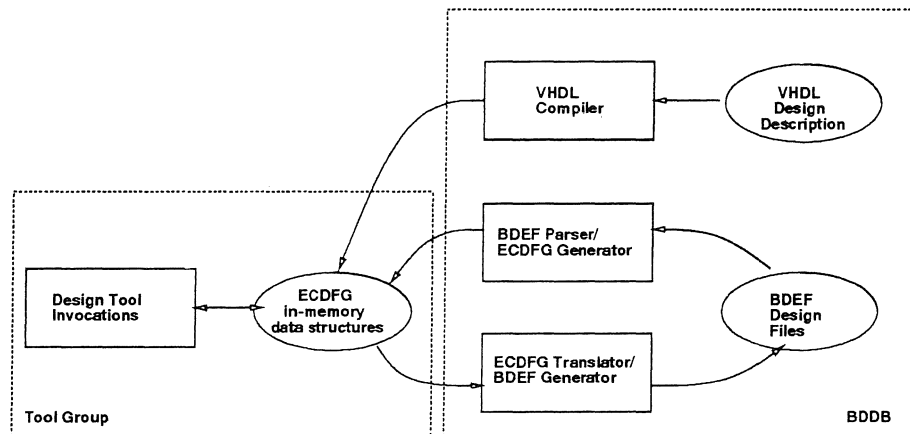 VHDL
Compiler
VHDL
Design
Description
BDEF Parser/
ECDFG Generator
Design Tool
Invocations
ECDFG
in-memory
data structures
BDEF
Design
Files
ECDFG Translator/
BDEF Generator
Tool Group
BDDB